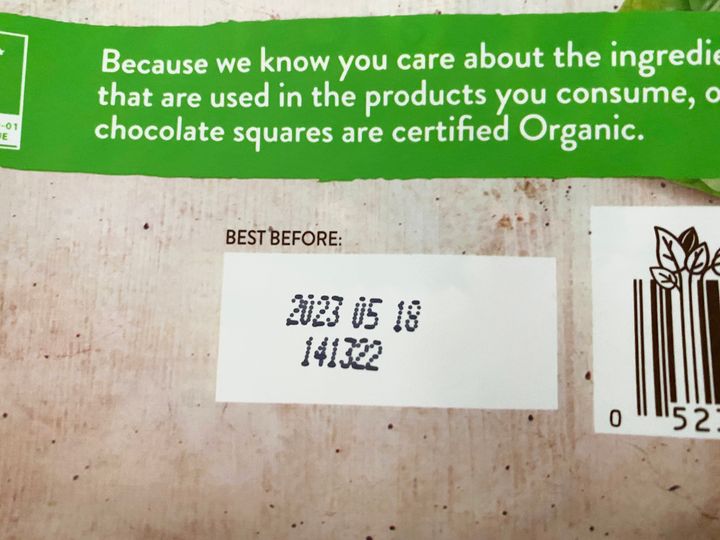 Because we know you care about the
that are used in the products you consume,
chocolate squares are certified Organic.
-01
BEST BEFORE:
2023 05 18
141322
0 52